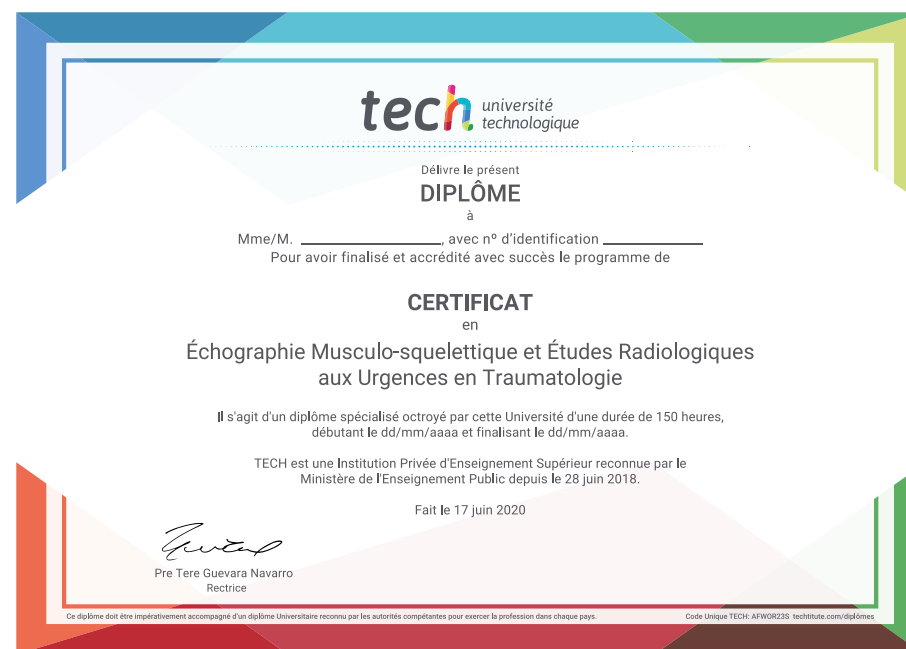 tech université
technologique
Délivre le présent
DIPLÔME
à
Mme/M. ____________________, avec nº d'identification ______________
Pour avoir finalisé et accrédité avec succès le programme de
CERTIFICAT
en
Échographie Musculo-squelettique et Études Radiologiques
aux Urgences en Traumatologie
Il s'agit d'un diplôme spécialisé octroyé par cette Université d'une durée de 150 heures,
débutant le dd/mm/aaaa et finalisant le dd/mm/aaaa.
TECH est une Institution Privée d'Enseignement Supérieur reconnue par le
Ministère de l'Enseignement Public depuis le 28 juin 2018.
Fait le 17 juin 2020
Pre Tere Guevara Navarro
Rectrice
Ce diplôme doit être impérativement accompagné d'un diplôme Universitaire reconnu par les autorités compétentes pour exercer la profession dans chaque pays.
Code Unique TECH: AFWOR23S techtitute.com/diplômes